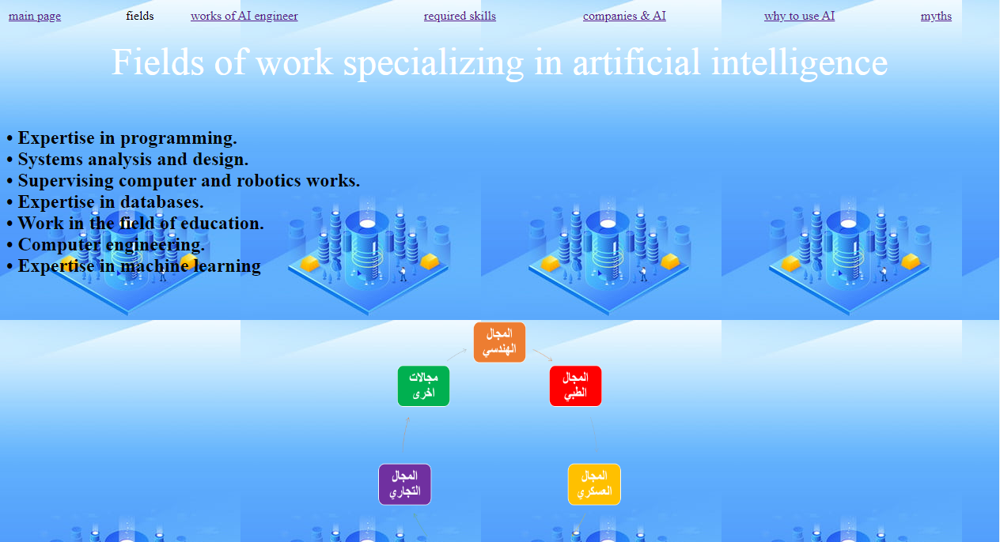 main page fields works of AI engineer required skills companies & AI why to use AI myths
Fields of work specializing in artificial intelligence
• Expertise in programming.
• Systems analysis and design.
• Supervising computer and robotics works.
• Expertise in databases.
• Work in the field of education.
• Computer engineering.
• Expertise in machine learning
المجال
الهندسي
المجال
الطبي
مجالات
اخرى
المجال
العسكري
المجال
التجاري